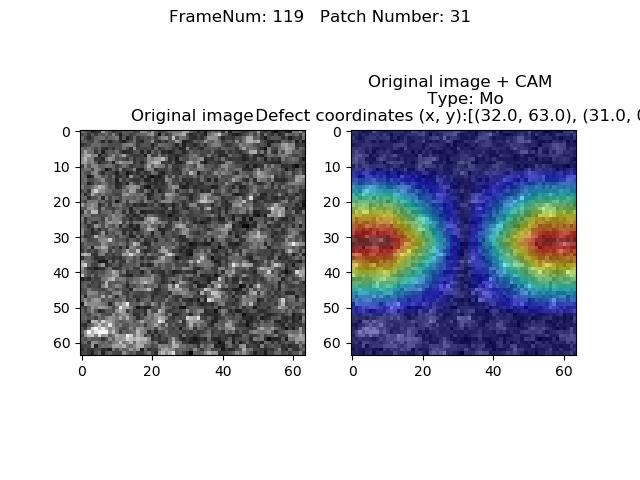 FrameNum: 119   Patch Number: 31
Original image + CAM
Type: Mo
Original image
Defect coordinates (x, y):[(32.0, 63.0), (31.0, 0
0
10
20
30
40
50
60
0 20 40 60
0
10
20
30
40
50
60
0 20 40 60